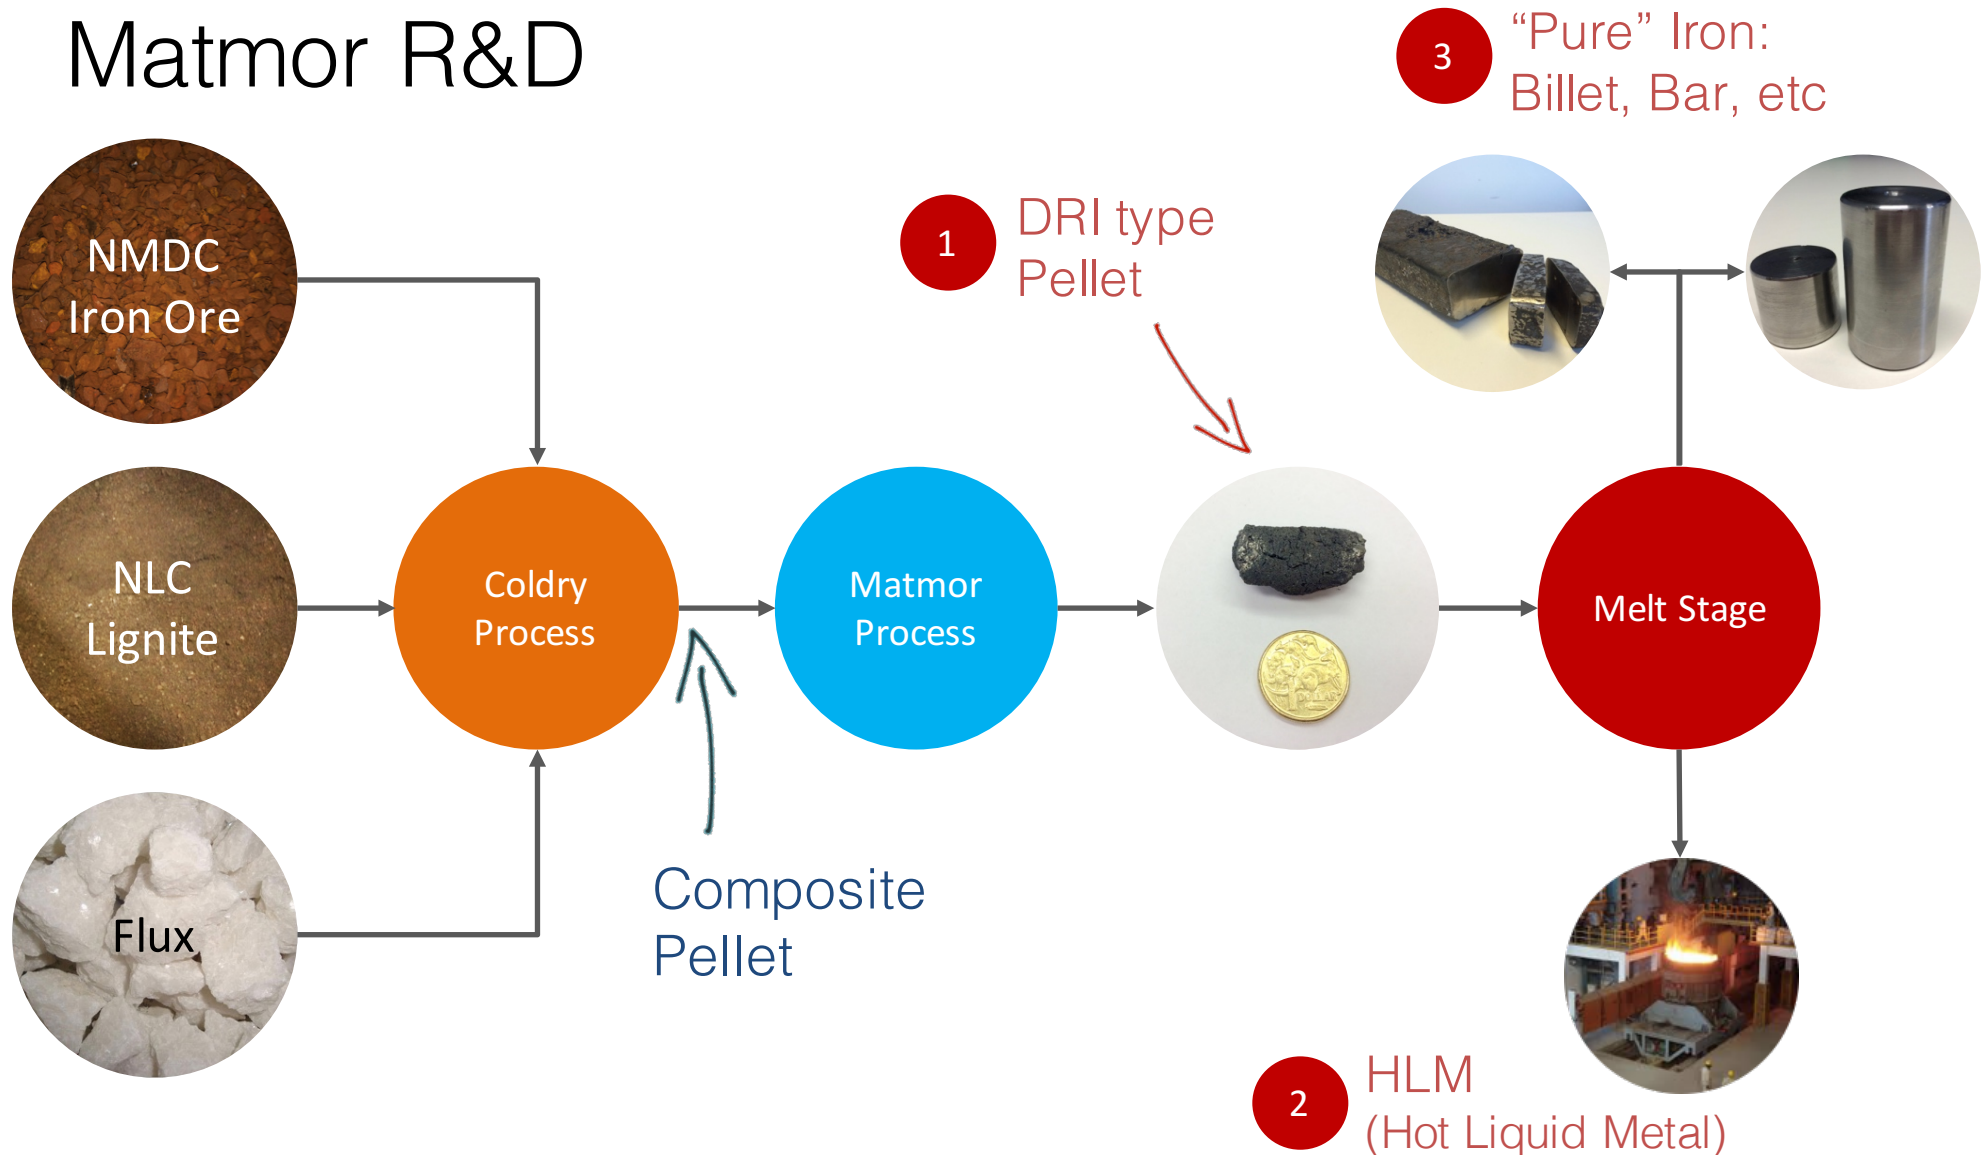 Matmor R&D
3
“Pure” Iron:
Billet, Bar, etc
1
DRI type
Pellet
NMDC
Iron Ore
NLC
Lignite
Flux
Coldry
Process
Composite
Pellet
Matmor
Process
Melt Stage
2
HLM
(Hot Liquid Metal)